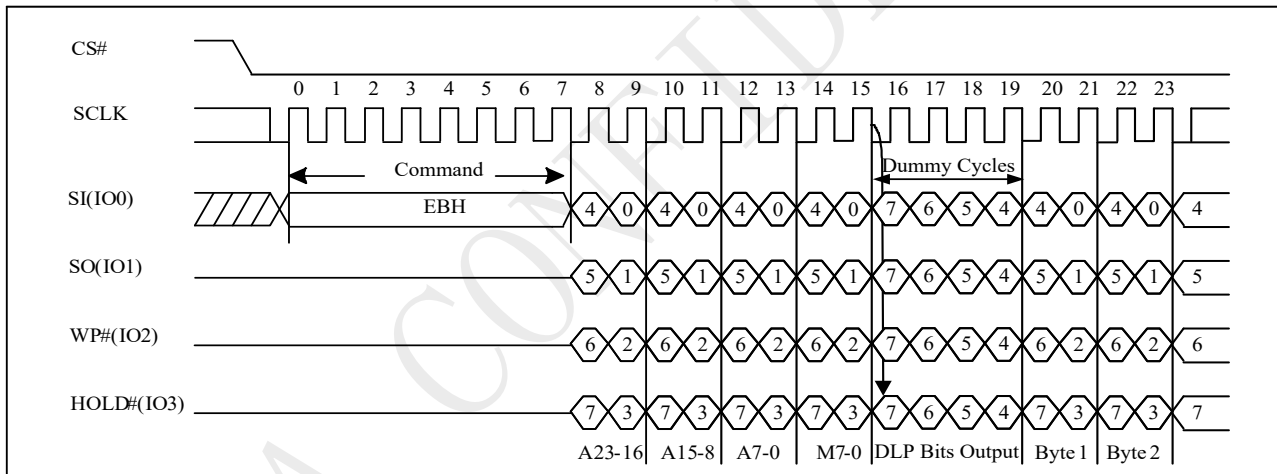 CS#
0 1 2 3 4 5 6 7 8 9 10 11 12 13 14 15 16 17 18 19 20 21 22 23
SCLK
Command
Dummy Cycles
SI(IO0)
EBH
4 0 4 0 4 0 4 0 7 6 5 4 4 0 4 0 4
SO(IO1)
5 1 5 1 5 1 5 1 7 6 5 4 5 1 5 1 5
WP#(IO2)
6 2 6 2 6 2 6 2 7 6 5 4 6 2 6 2 6
HOLD#(IO3)
7 3 7 3 7 3 7 3 7 6 5 4 7 3 7 3 7
A23-16 A15-8 A7-0 M7-0 DLP Bits Output Byte 1 Byte 2